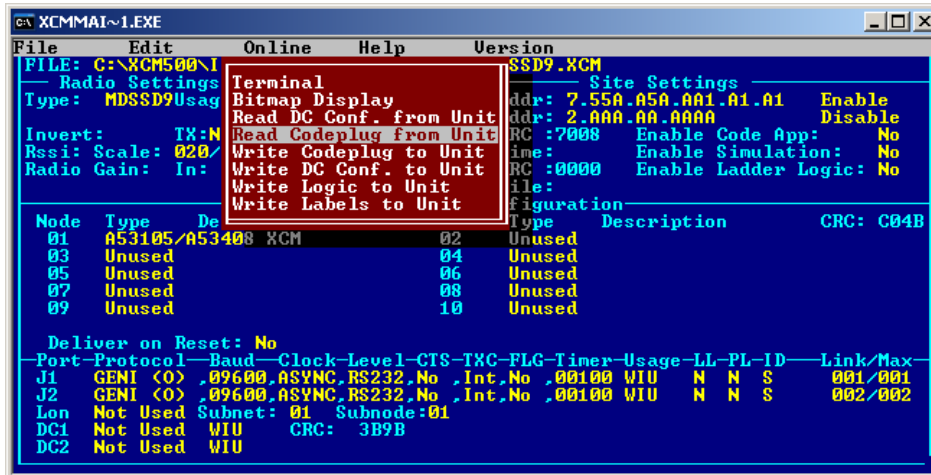 XCMMAI~1.EXE
File Edit Online Help Version
FILE: C:\XCM500\I SSD9.XCM
Radio Settings Site Settings
Terminal
Type: MDSSD9Usag Bitmap Display ddr: 7.55A.A5A.AA1.A1.A1 Enable
Read DC Conf. from Unit ddr: 2.AAA.AA.AAAA Disable
Invert: TX:N Read Codeplug from Unit RC :7008 Enable Code App: No
Rssi: Scale: 020/ Write Codeplug to Unit ime: Enable Simulation: No
Radio Gain: In: Write DC Conf. to Unit RC :0000 Enable Ladder Logic: No
Write Logic to Unit ile:
Write Labels to Unit figuration
Node Type De Type Description CRC: C04B
01 A53105/A53408 XCM 02 Unused
03 Unused 04 Unused
05 Unused 06 Unused
07 Unused 08 Unused
09 Unused 10 Unused
Deliver on Reset: No
Port-Protocol-Baud-Clock-Level-CTS-TXC-FLG-Timer-Usage-LL-PL-ID-Link/Max
J1 GENI (O) ,09600,ASYNC,RS232,No ,Int,No ,00100 WIU N N S 001/001
J2 GENI (O) ,09600,ASYNC,RS232,No ,Int,No ,00100 WIU N N S 002/002
Lon Not Used Subnet: 01 Subnode:01
DC1 Not Used WIU CRC: 3B9B
DC2 Not Used WIU